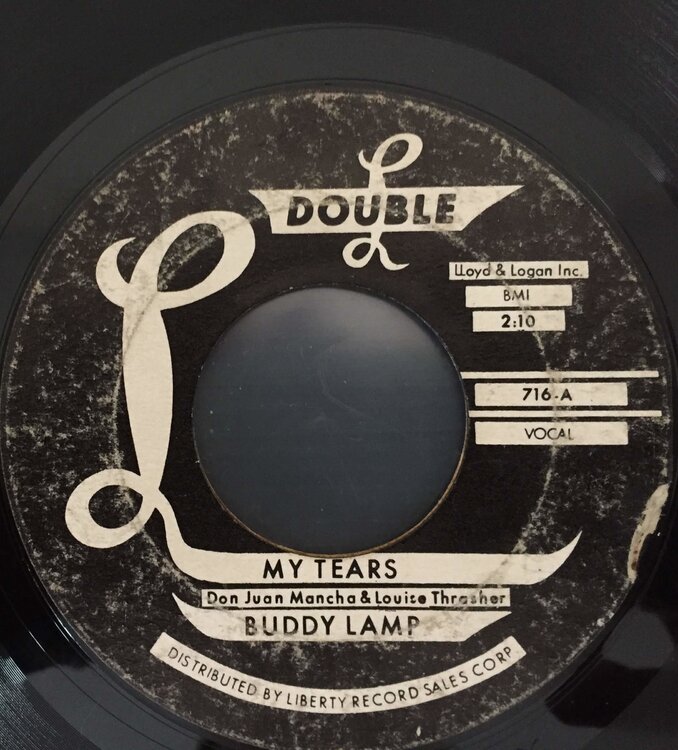 DOUBLE L
L
LLoyd & Logan Inc.
BMI
2:10
716-A
VOCAL
MY TEARS
Don Juan Mancha & Louise Thrasher
BUDDY LAMP
DISTRIBUTED BY LIBERTY RECORD SALES CORP